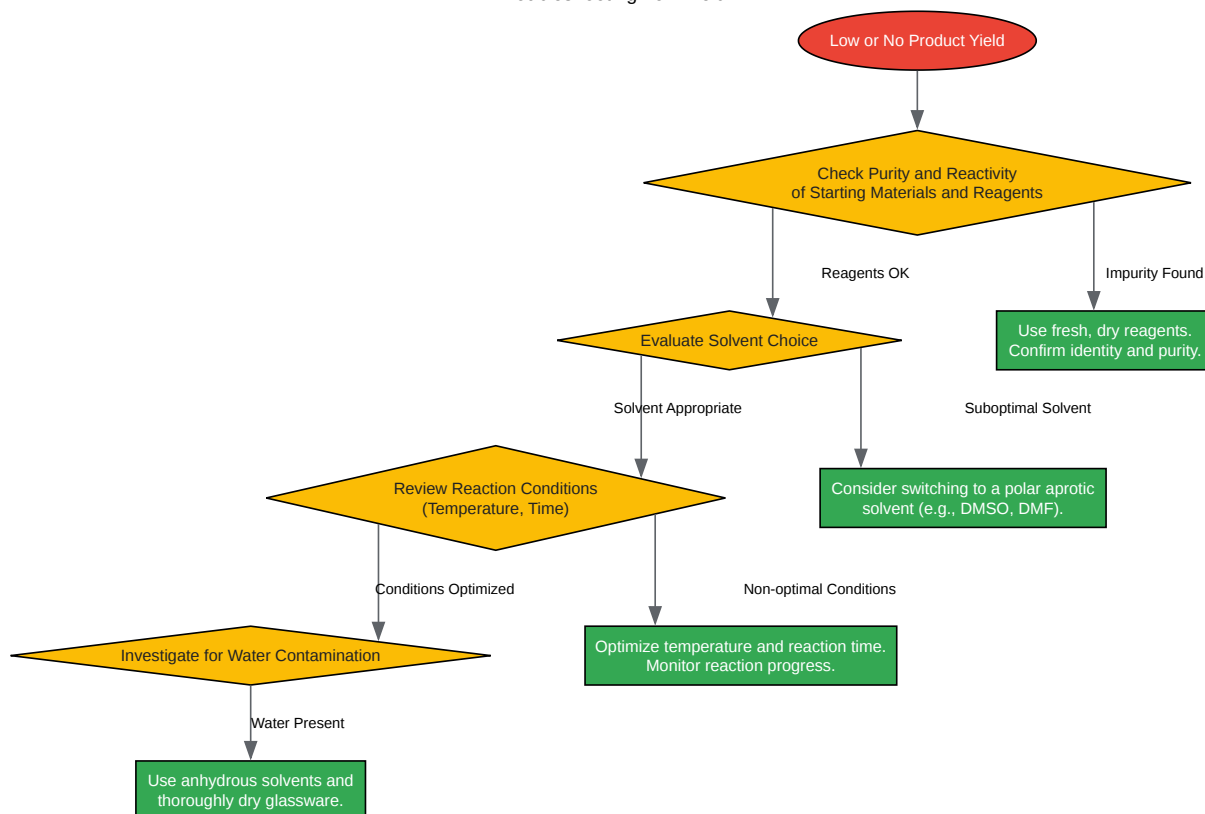 Low or No Product Yield
Check Purity and Reactivity
of Starting Materials and Reagents
Reagents OK
Impurity Found
Use fresh, dry reagents.
Confirm identity and purity.
Evaluate Solvent Choice
Solvent Appropriate
Suboptimal Solvent
Consider switching to a polar aprotic
solvent (e.g., DMSO, DMF).
Review Reaction Conditions
(Temperature, Time)
Conditions Optimized
Non-optimal Conditions
Optimize temperature and reaction time.
Monitor reaction progress.
Investigate for Water Contamination
Water Present
Use anhydrous solvents and
thoroughly dry glassware.